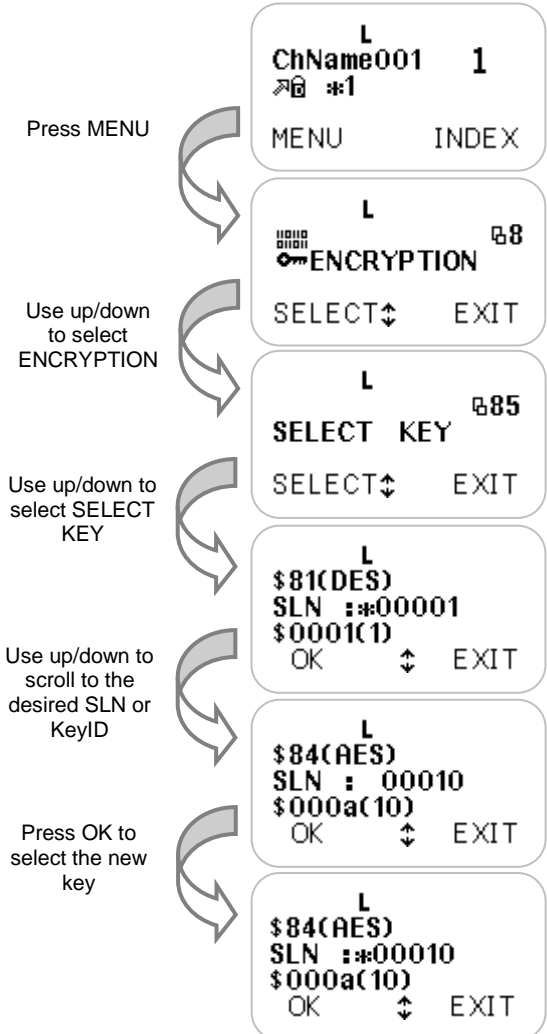 L
ChName001 1
*1
MENU INDEX
Press MENU
L
8
ENCRYPTION
SELECT↕ EXIT
Use up/down
to select
ENCRYPTION
L
85
SELECT KEY
SELECT↕ EXIT
Use up/down to
select SELECT
KEY
L
$81(DES)
SLN :*00001
$0001(1)
OK ↕ EXIT
Use up/down to
scroll to the
desired SLN or
KeyID
L
$84(AES)
SLN : 00010
$000a(10)
OK ↕ EXIT
Press OK to
select the new
key
L
$84(AES)
SLN :*00010
$000a(10)
OK ↕ EXIT